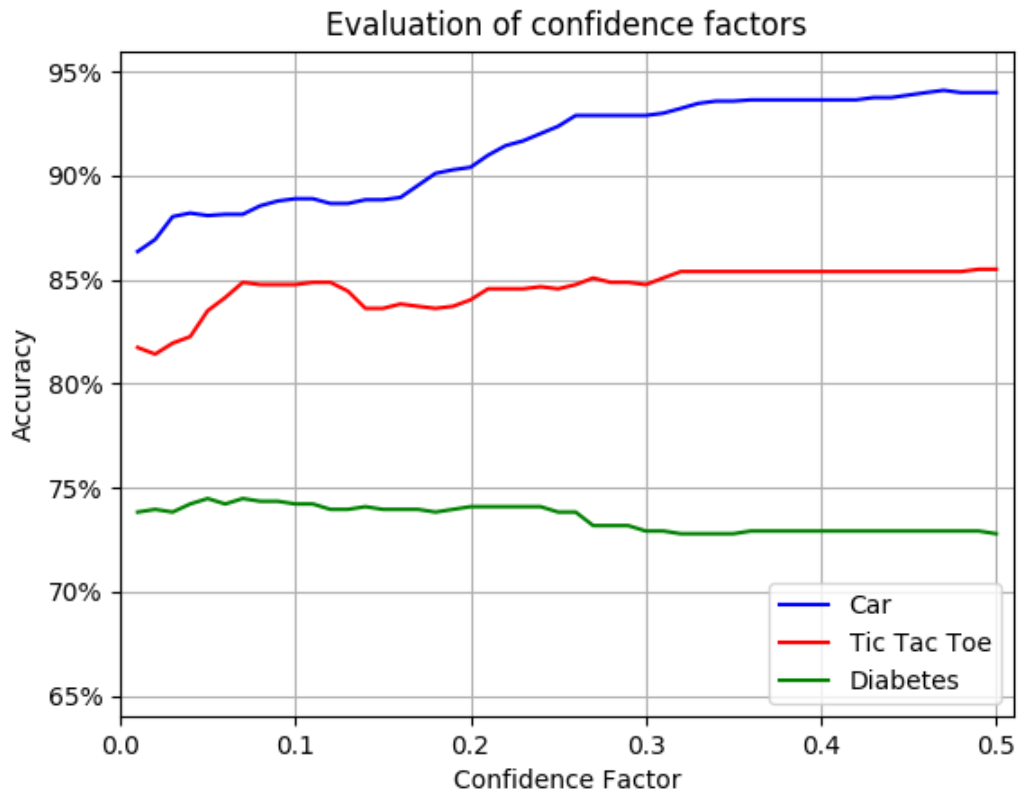 Evaluation of confidence factors
95%
90%
85%
80%
75%
70%
65%
Accuracy
Car
Tic Tac Toe
Diabetes
0.0 0.1 0.2 0.3 0.4 0.5
Confidence Factor